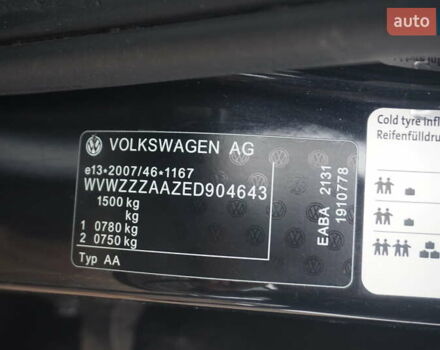 auto
VOLKSWAGEN AG
e13*2007/46*1167
WVWZZZAAZED904643
1500 kg
kg
1 0780 kg
2 0750 kg
Typ AA
EABA 2131
1910778
Cold tyre infl
Reifenfülldru